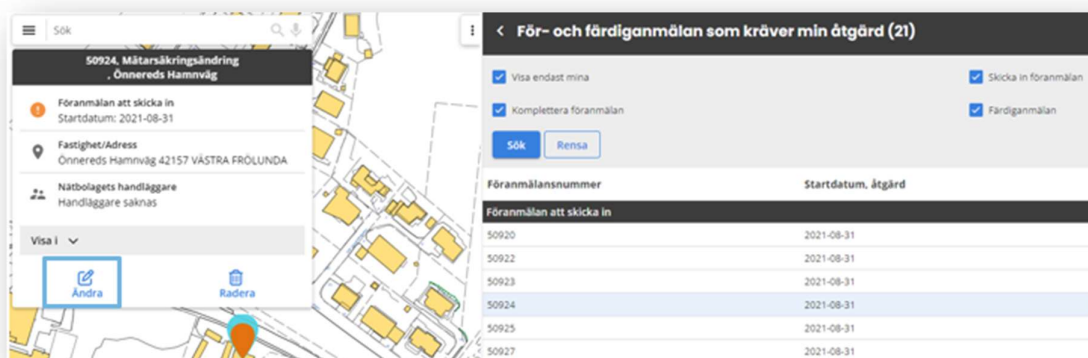 Sök
50924, Mätarsäkringsändring
, Önnereds Hamnväg
Föranmälan att skicka in
Startdatum: 2021-08-31
Fastighet/Adress
Önnereds Hamnväg 42157 VÄSTRA FRÖLUNDA
Nätbolagets handläggare
Handläggare saknas
Visa i
Ändra
Radera
För- och färdiganmälan som kräver min åtgärd (21)
Visa endast mina
Skicka in föranmälan
Komplettera föranmälan
Färdiganmälan
Sök
Rensa
Föranmälansnummer
Startdatum, åtgärd
Föranmälan att skicka in
50920
2021-08-31
50922
2021-08-31
50923
2021-08-31
50924
2021-08-31
50925
2021-08-31
50927
2021-08-31